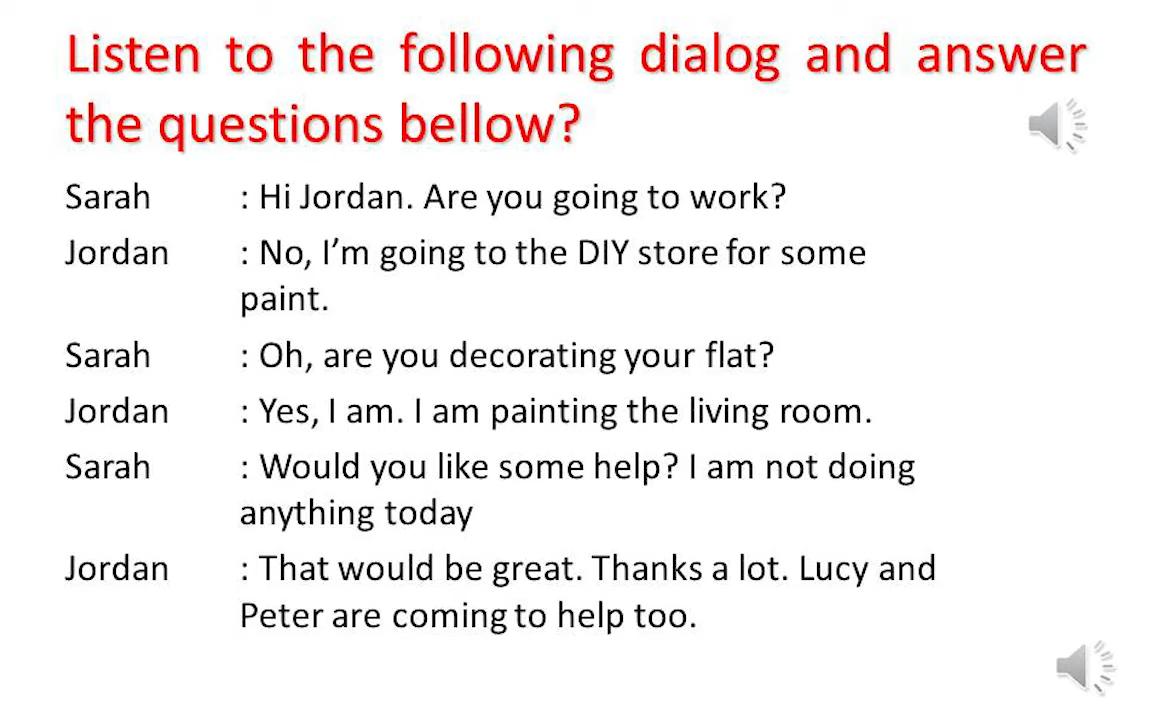 Listen to the following dialog and answer
the questions bellow?
Sarah : Hi Jordan. Are you going to work?
Jordan : No, I’m going to the DIY store for some
paint.
Sarah : Oh, are you decorating your flat?
Jordan : Yes, I am. I am painting the living room.
Sarah : Would you like some help? I am not doing
anything today
Jordan : That would be great. Thanks a lot. Lucy and
Peter are coming to help too.